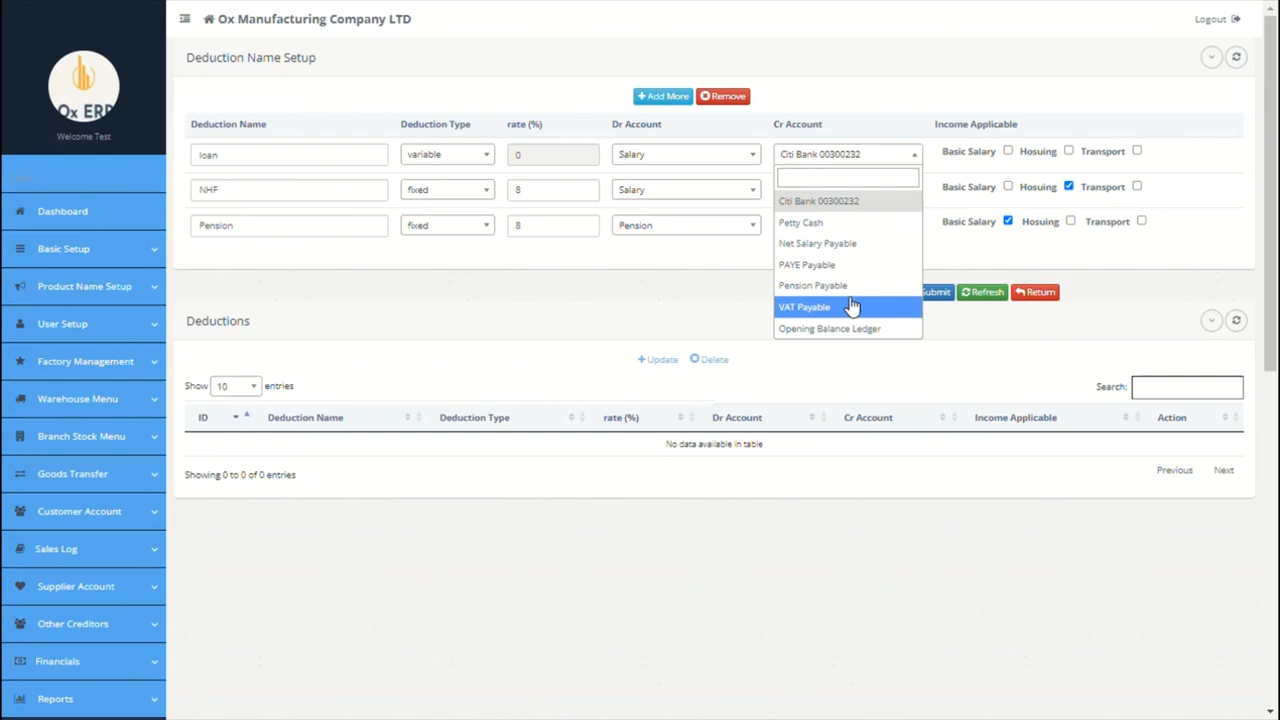 Ox Manufacturing Company LTD
Logout
Ox ERP
Welcome Test
Dashboard
Basic Setup
Product Name Setup
User Setup
Factory Management
Warehouse Menu
Branch Stock Menu
Goods Transfer
Customer Account
Sales Log
Supplier Account
Other Creditors
Financials
Reports
Deduction Name Setup
Add More Remove
Deduction Name Deduction Type rate (%) Dr Account Cr Account Income Applicable
loan variable 0 Salary Citi Bank 00300232 Basic Salary Hosuing Transport
NHF fixed 8 Salary Basic Salary Hosuing Transport
Pension fixed 8 Pension Basic Salary Hosuing Transport
Citi Bank 00300232
Petty Cash
Net Salary Payable
PAYE Payable
Pension Payable
VAT Payable
Opening Balance Ledger
Submit Refresh Return
Deductions
Update Delete
Show 10 entries Search:
ID Deduction Name Deduction Type rate (%) Dr Account Cr Account Income Applicable Action
No data available in table
Showing 0 to 0 of 0 entries Previous Next